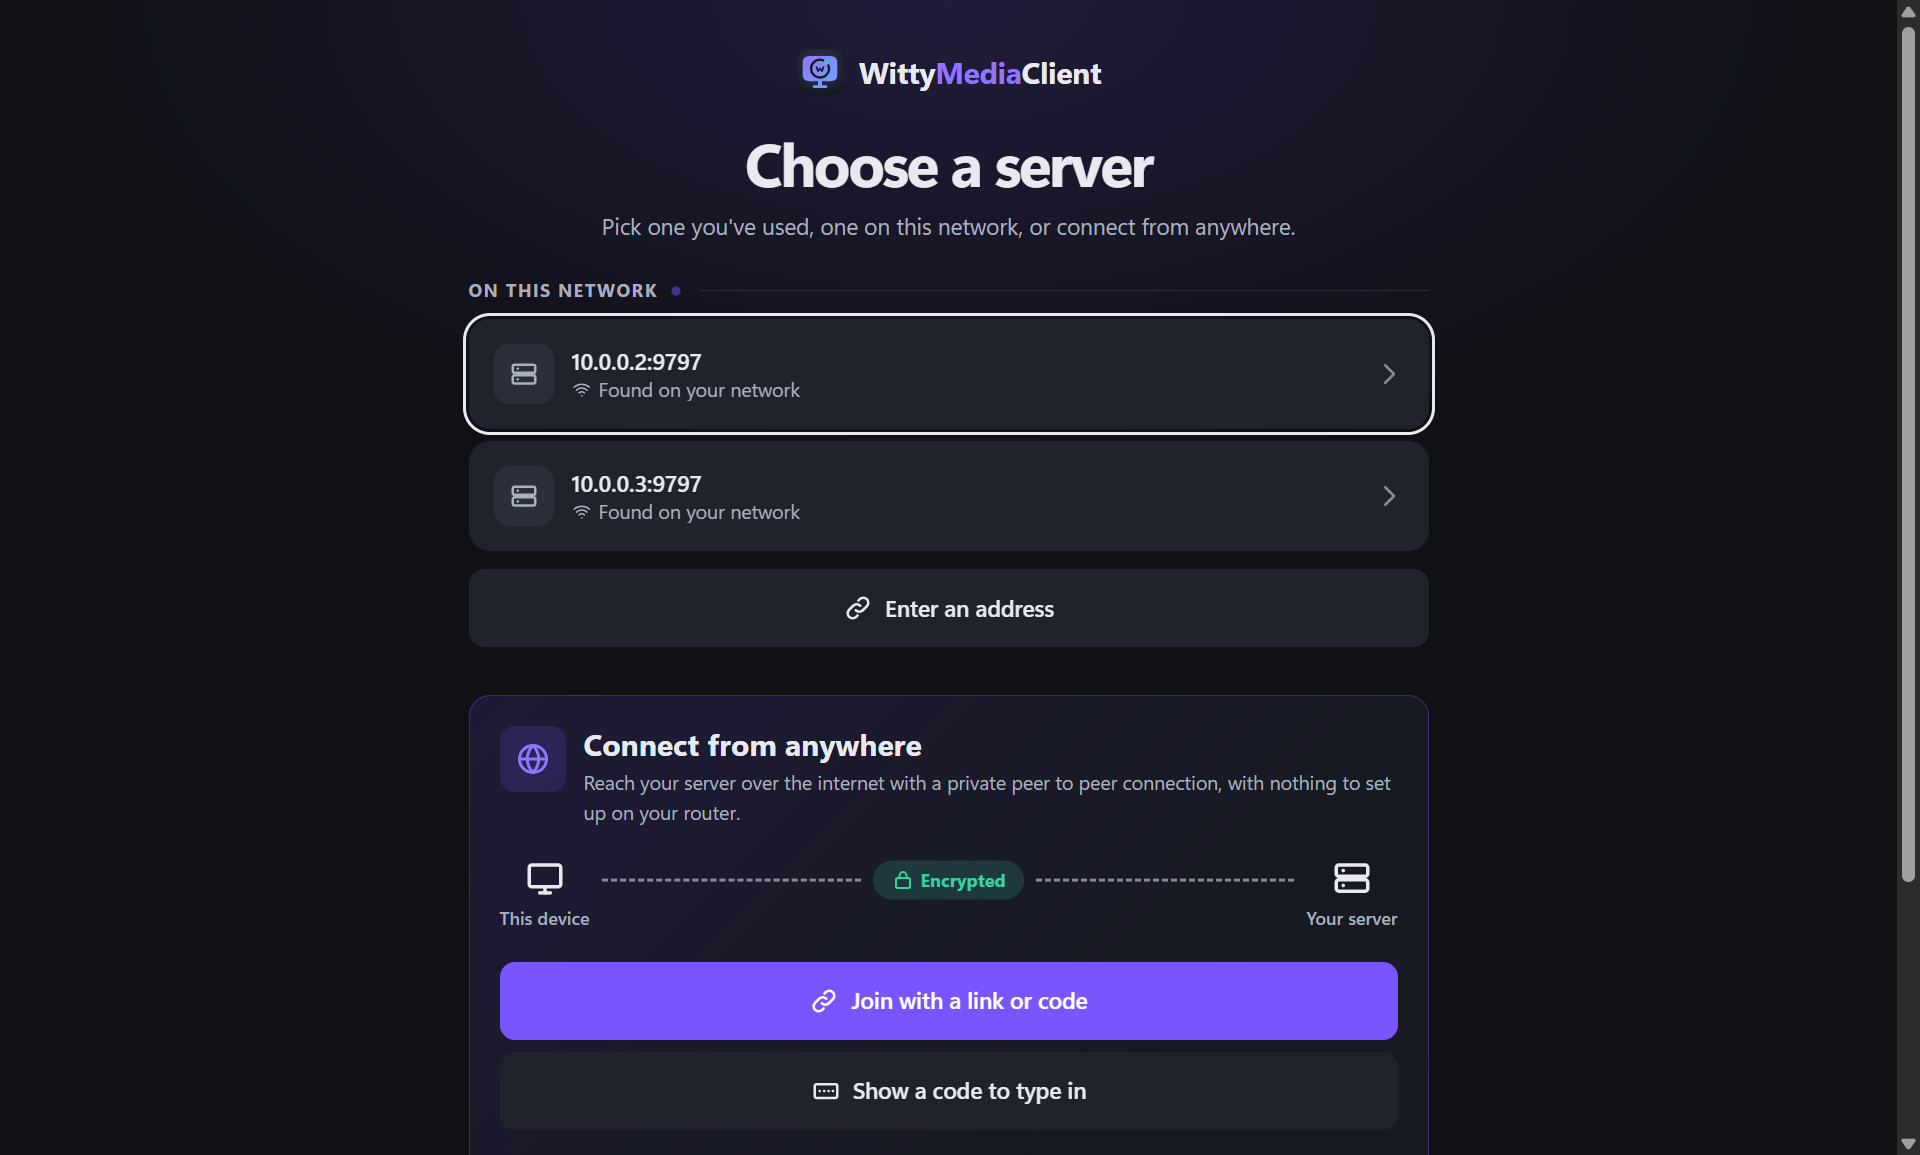 WittyMediaClient
Choose a server
Pick one you've used, one on this network, or connect from anywhere.
ON THIS NETWORK
10.0.0.2:9797
Found on your network
10.0.0.3:9797
Found on your network
Enter an address
Connect from anywhere
Reach your server over the internet with a private peer to peer connection, with nothing to set
up on your router.
Encrypted
This device
Your server
Join with a link or code
Show a code to type in